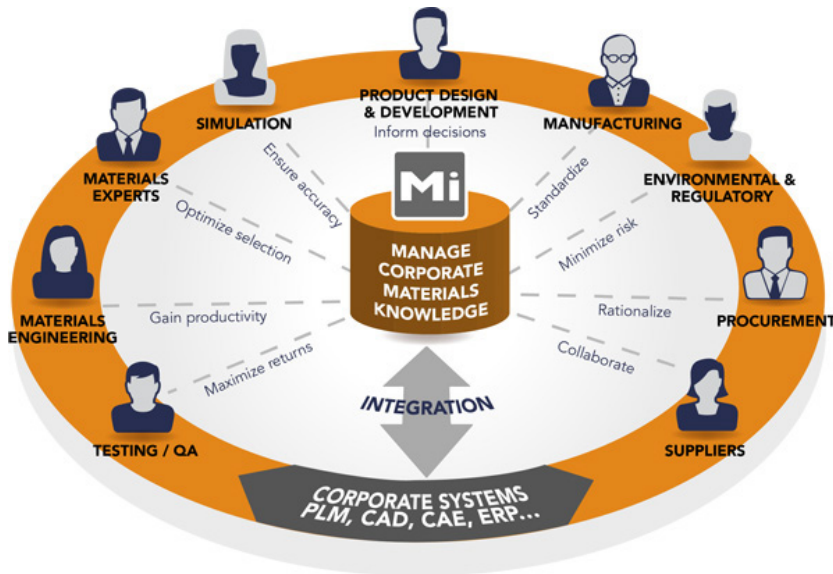 PRODUCT DESIGN
& DEVELOPMENT
Inform decisions
SIMULATION
Ensure accuracy
MANUFACTURING
Standardize
MATERIALS
EXPERTS
Optimize selection
ENVIRONMENTAL &
REGULATORY
Minimize risk
Mi
MANAGE
CORPORATE
MATERIALS
KNOWLEDGE
MATERIALS
ENGINEERING
Gain productivity
Rationalize
PROCUREMENT
TESTING / QA
Maximize returns
Collaborate
SUPPLIERS
INTEGRATION
CORPORATE SYSTEMS
PLM, CAD, CAE, ERP...